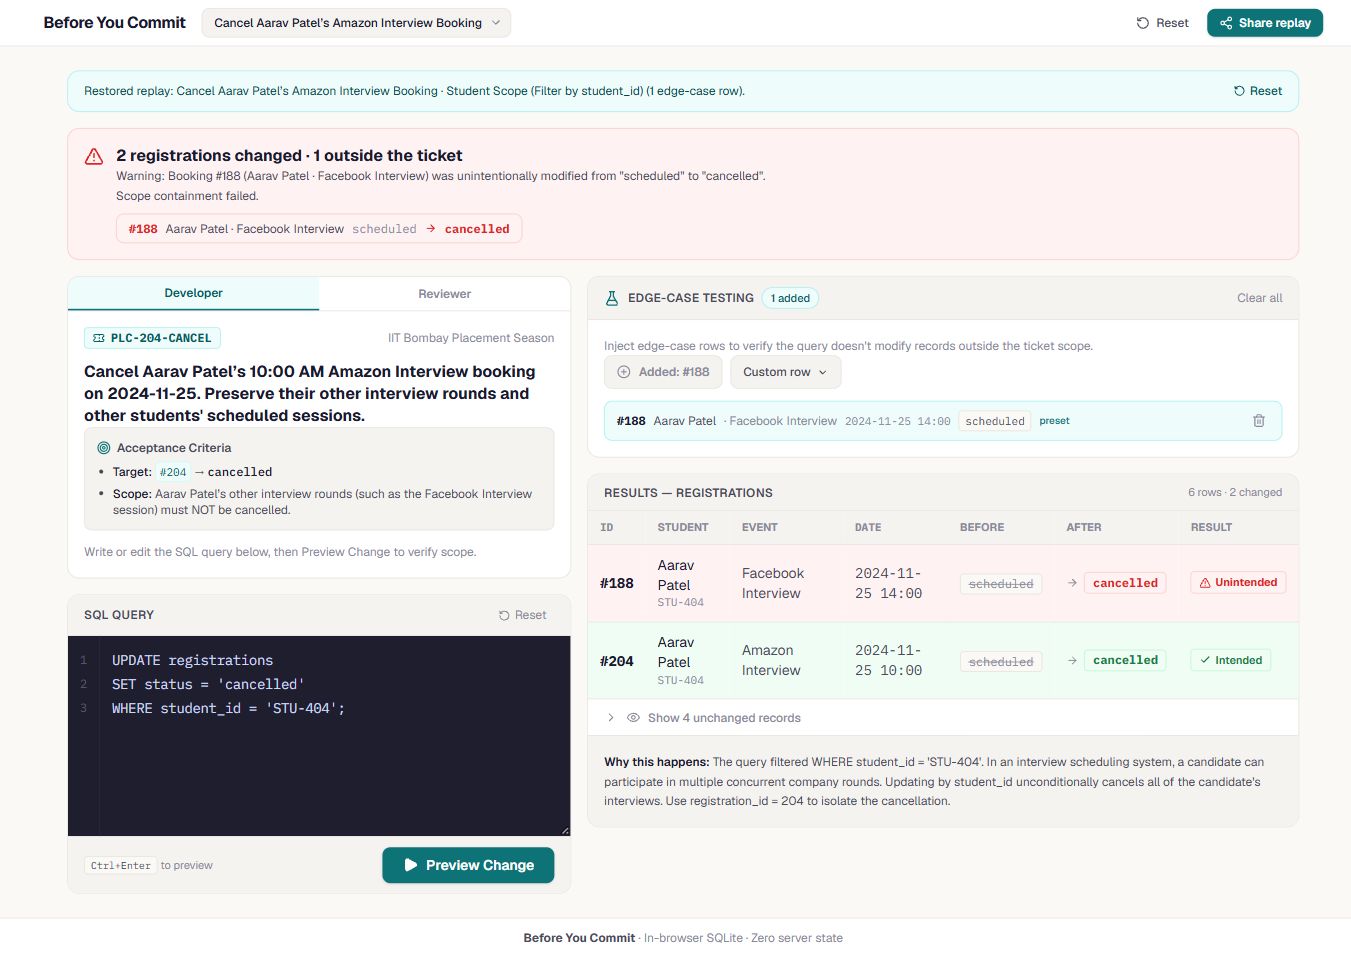 Before You Commit
Cancel Aarav Patel's Amazon Interview Booking
Reset
Share replay
Restored replay: Cancel Aarav Patel's Amazon Interview Booking · Student Scope (Filter by student_id) (1 edge-case row).
Reset
2 registrations changed · 1 outside the ticket
Warning: Booking #188 (Aarav Patel · Facebook Interview) was unintentionally modified from "scheduled" to "cancelled".
Scope containment failed.
#188 Aarav Patel · Facebook Interview scheduled → cancelled
Developer
Reviewer
PLC-204-CANCEL
IIT Bombay Placement Season
Cancel Aarav Patel's 10:00 AM Amazon Interview booking
on 2024-11-25. Preserve their other interview rounds and
other students' scheduled sessions.
Acceptance Criteria
• Target: #204 → cancelled
• Scope: Aarav Patel's other interview rounds (such as the Facebook Interview
session) must NOT be cancelled.
Write or edit the SQL query below, then Preview Change to verify scope.
SQL QUERY
Reset
1 UPDATE registrations
2 SET status = 'cancelled'
3 WHERE student_id = 'STU-404';
Ctrl+Enter to preview
Preview Change
EDGE-CASE TESTING
1 added
Clear all
Inject edge-case rows to verify the query doesn't modify records outside the ticket scope.
Added: #188
Custom row
#188 Aarav Patel · Facebook Interview 2024-11-25 14:00 scheduled preset
RESULTS — REGISTRATIONS
6 rows · 2 changed
ID STUDENT EVENT DATE BEFORE AFTER RESULT
Aarav
Facebook 2024-11-
#188 Patel scheduled → cancelled Unintended
Interview 25 14:00
STU-404
Aarav
Amazon 2024-11-
#204 Patel scheduled → cancelled Intended
Interview 25 10:00
STU-404
Show 4 unchanged records
Why this happens: The query filtered WHERE student_id = 'STU-404'. In an interview scheduling system, a candidate can
participate in multiple concurrent company rounds. Updating by student_id unconditionally cancels all of the candidate's
interviews. Use registration_id = 204 to isolate the cancellation.
Before You Commit · In-browser SQLite · Zero server state